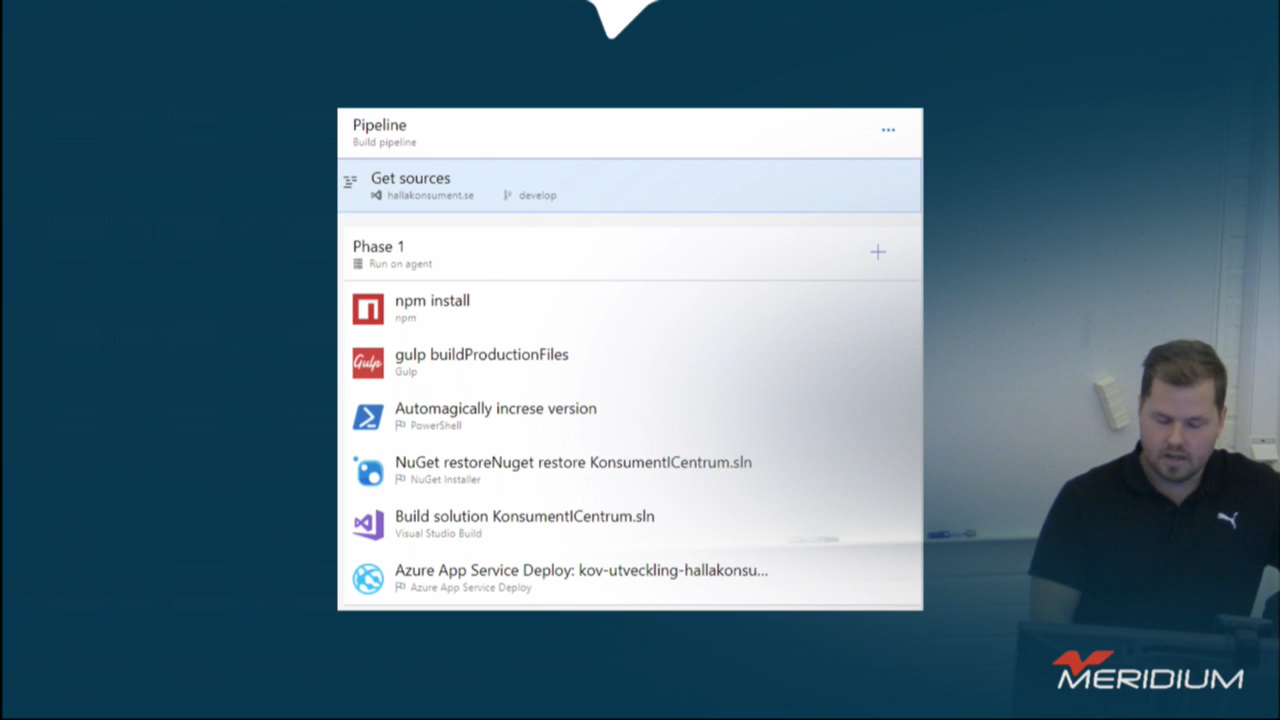 Pipeline
Build pipeline
Get sources
hallakonsument.se develop
Phase 1
Run on agent
npm install
npm
Gulp
gulp buildProductionFiles
Gulp
Automagically increse version
PowerShell
NuGet restoreNuget restore KonsumentICentrum.sln
NuGet Installer
Build solution KonsumentICentrum.sln
Visual Studio Build
Azure App Service Deploy: kov-utveckling-hallakonsu...
Azure App Service Deploy
MERIDIUM